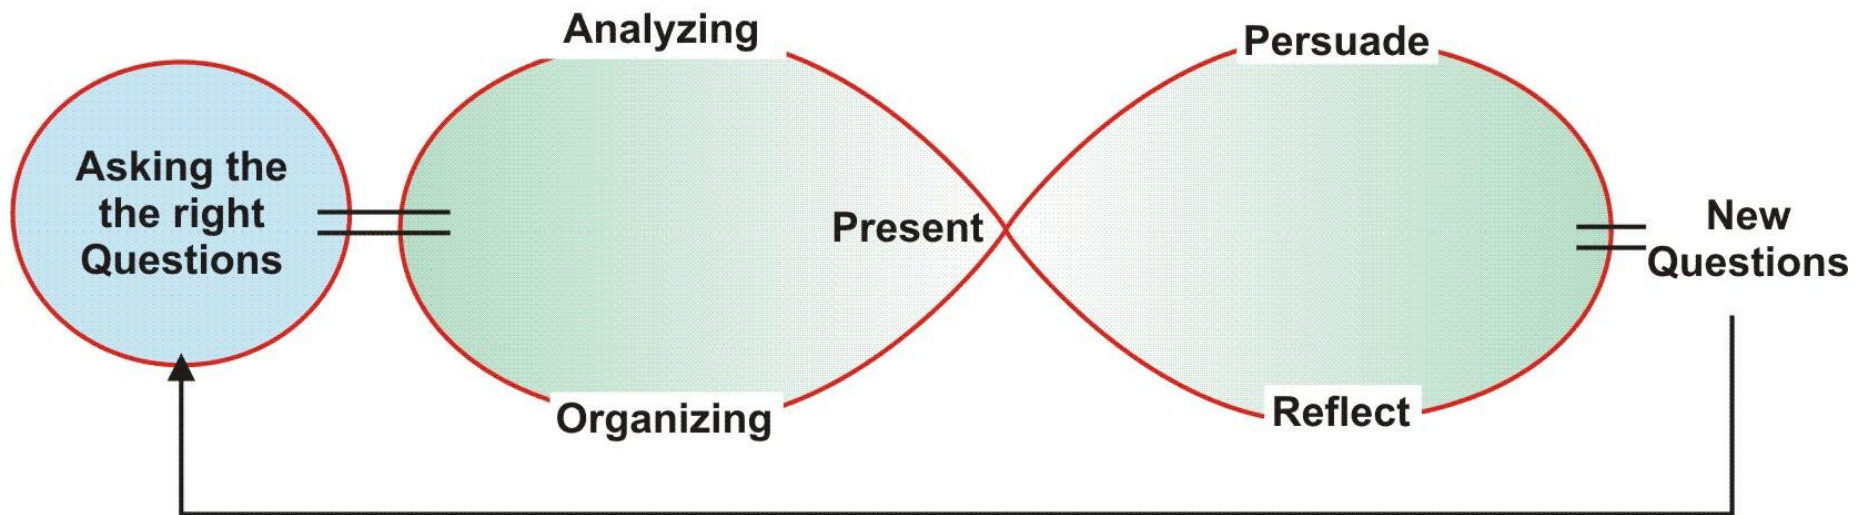 Asking the
the right
Questions
Analyzing
Organizing
Present
Persuade
Reflect
New
Questions